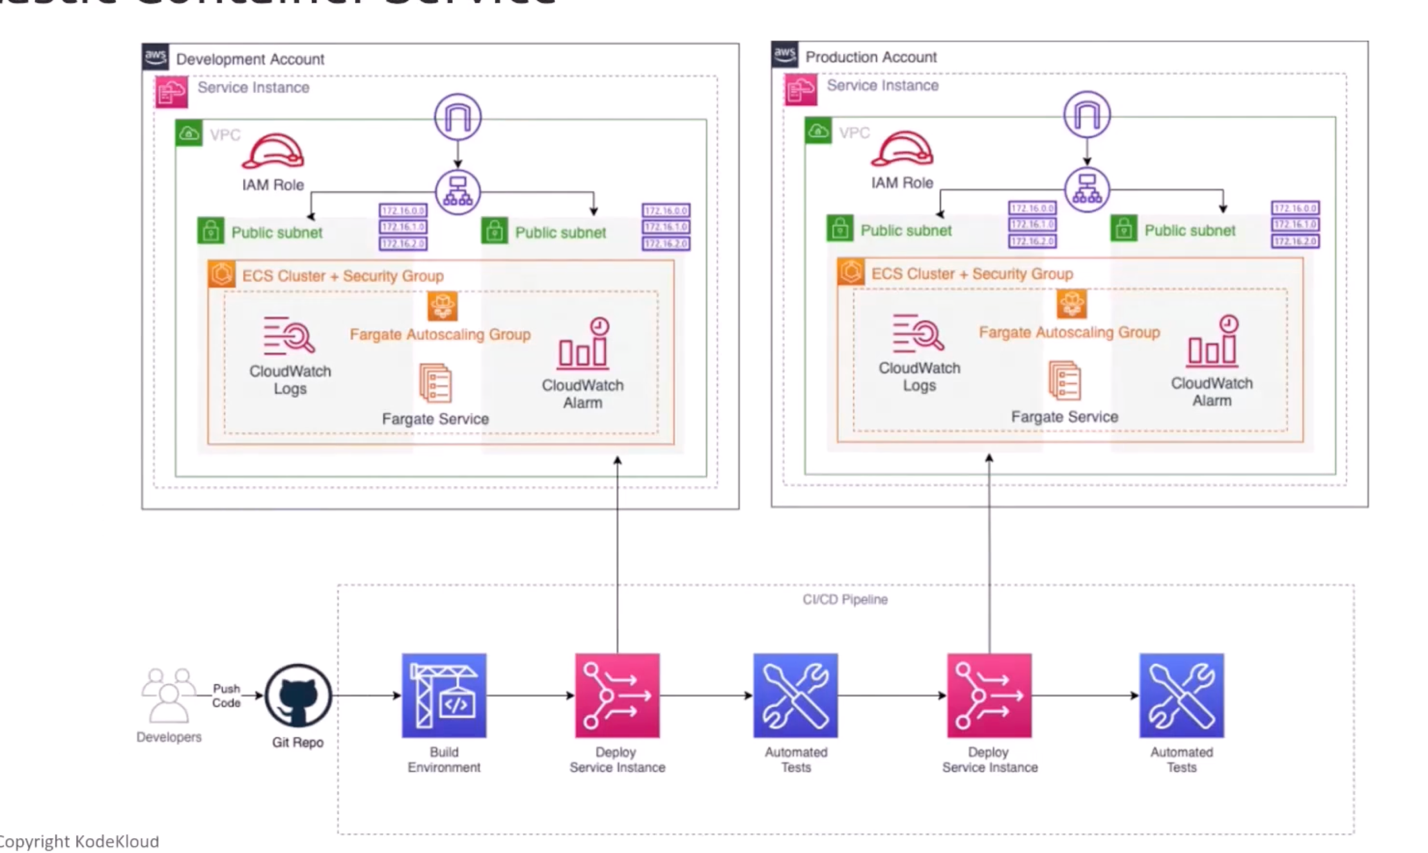 Elastic Container Service
aws Development Account
Service Instance
VPC
IAM Role
172.16.0.0
172.16.1.0
172.16.2.0
172.16.0.0
172.16.1.0
172.16.2.0
Public subnet
Public subnet
ECS Cluster + Security Group
Fargate Autoscaling Group
CloudWatch
Logs
Fargate Service
CloudWatch
Alarm
aws Production Account
Service Instance
VPC
IAM Role
172.16.0.0
172.16.1.0
172.16.2.0
172.16.0.0
172.16.1.0
172.16.2.0
Public subnet
Public subnet
ECS Cluster + Security Group
Fargate Autoscaling Group
CloudWatch
Logs
Fargate Service
CloudWatch
Alarm
CI/CD Pipeline
Developers
Push
Code
Git Repo
</>
Build
Environment
Deploy
Service Instance
Automated
Tests
Deploy
Service Instance
Automated
Tests
Copyright KodeKloud